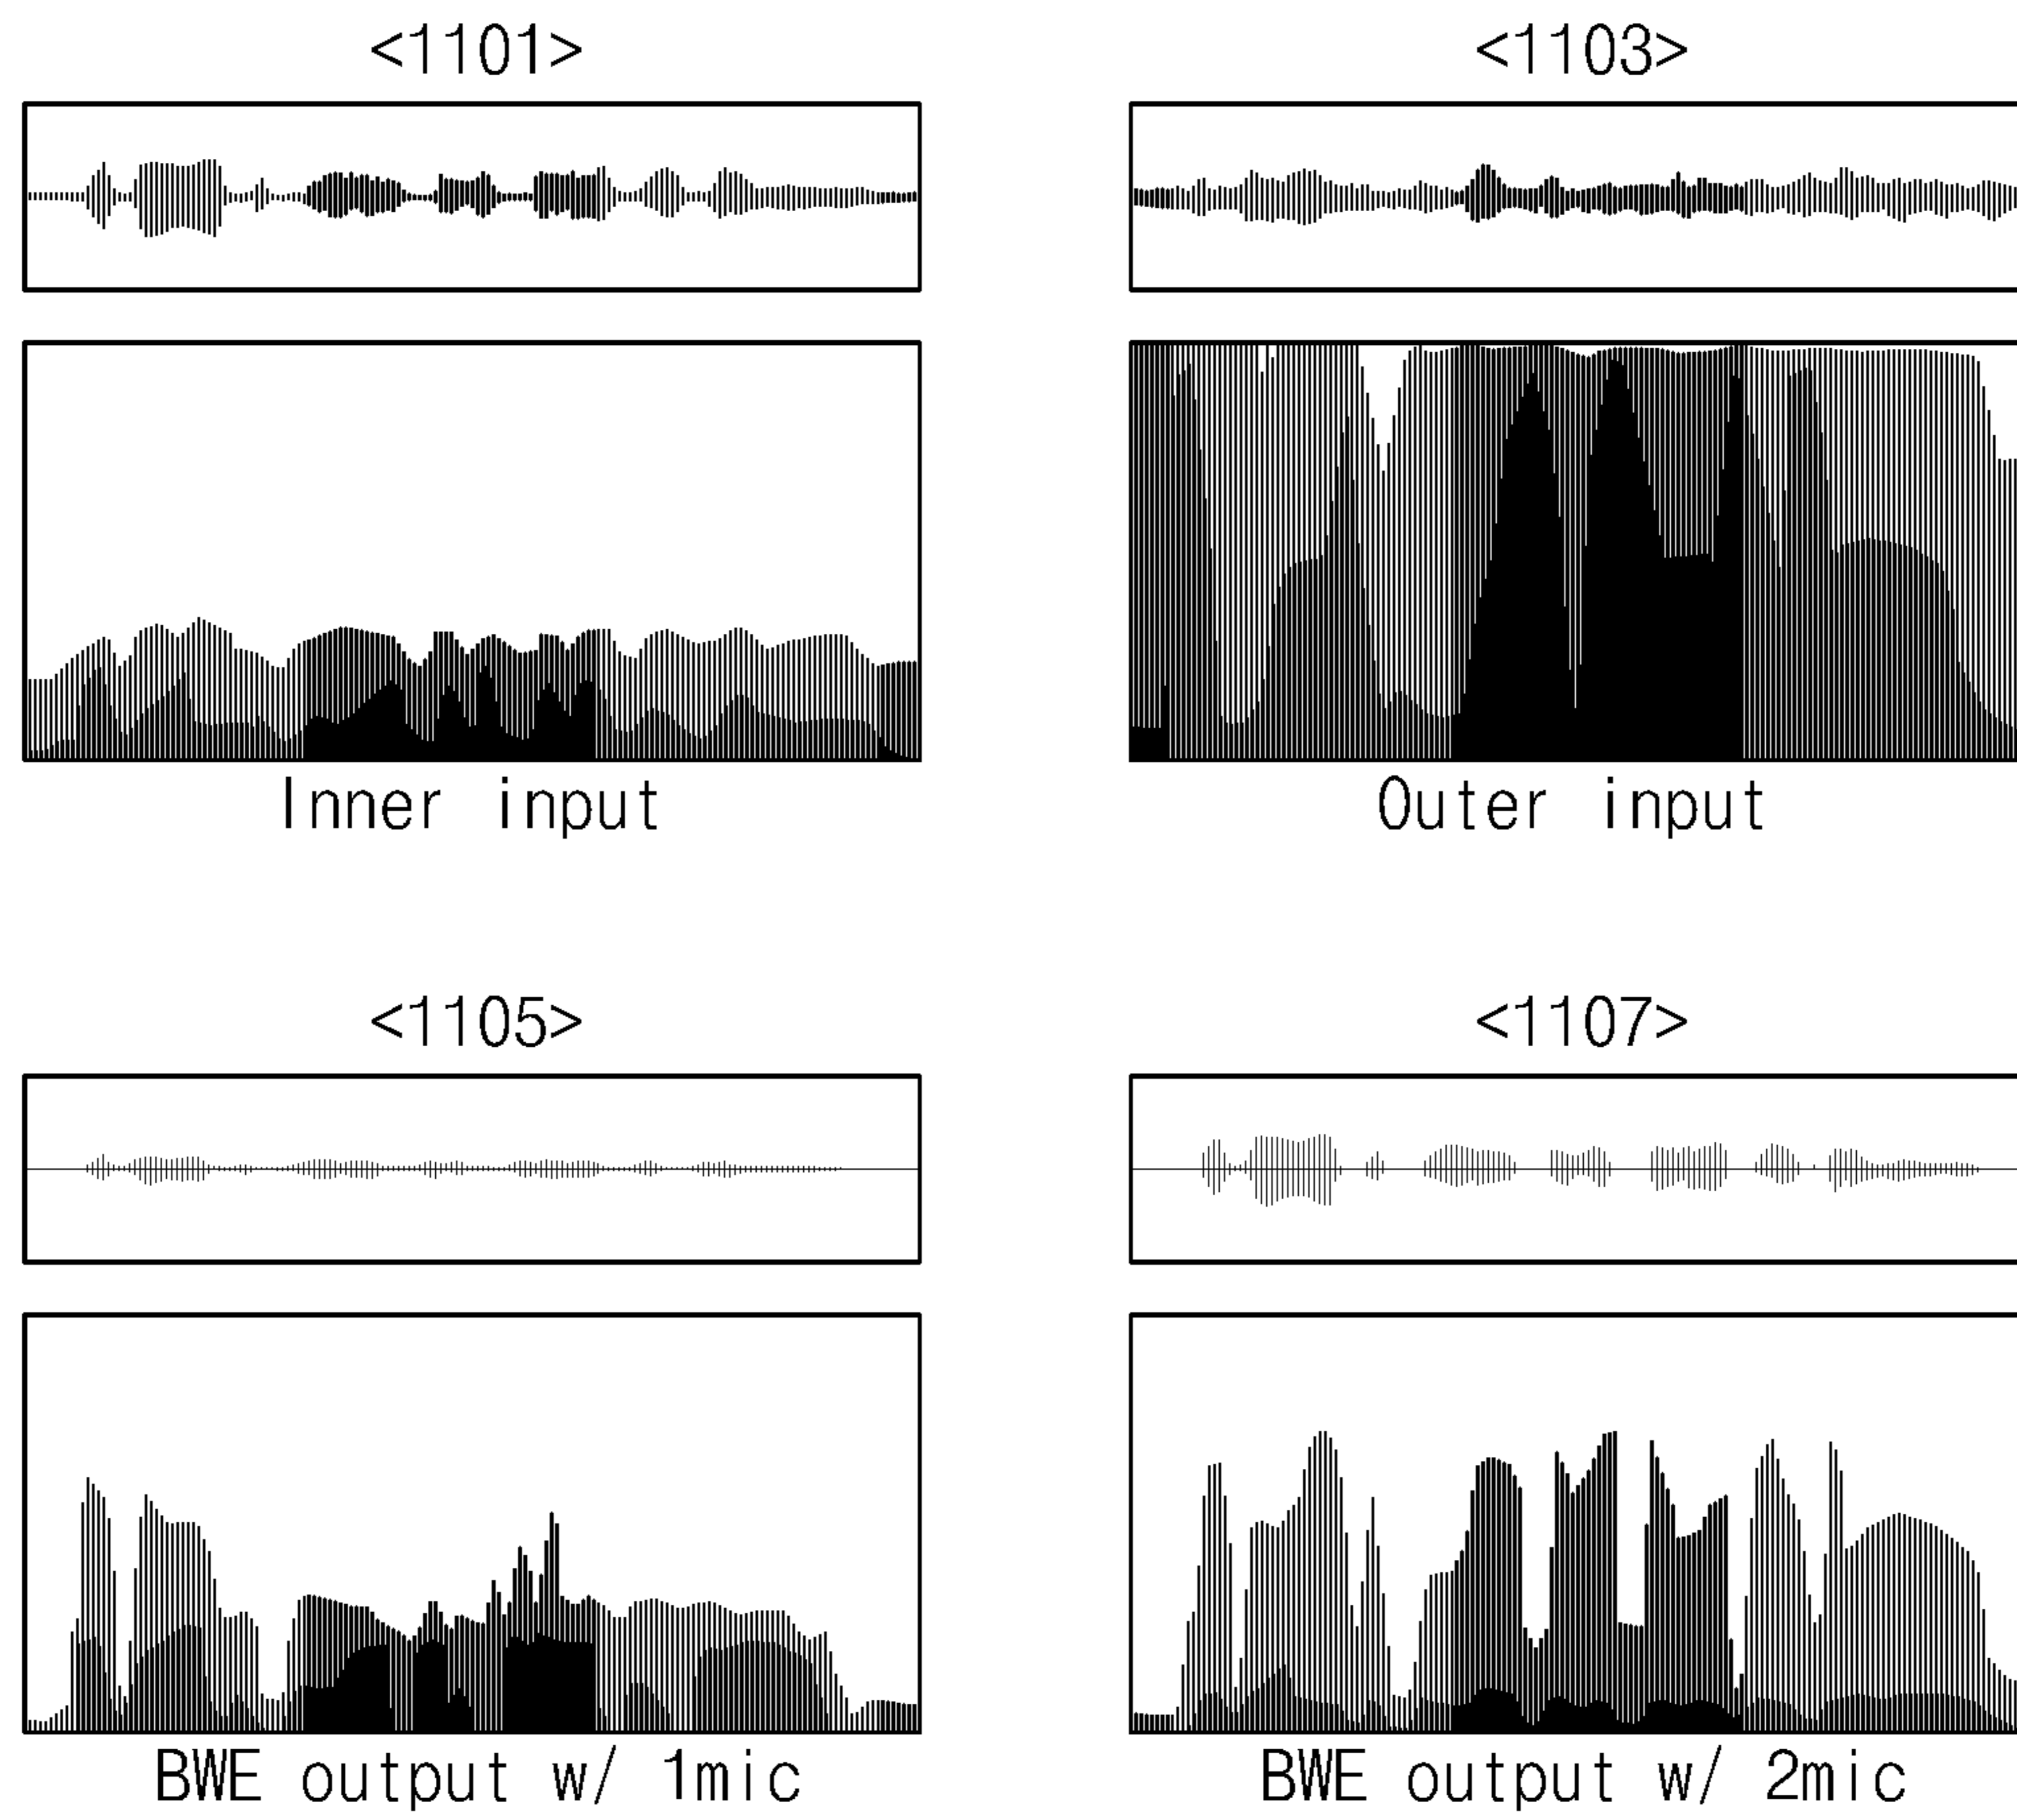 <1101>
<1103>
Inner input
Outer input
<1105>
<1107>
BWE output w/ 1mic
BWE output w/ 2mic